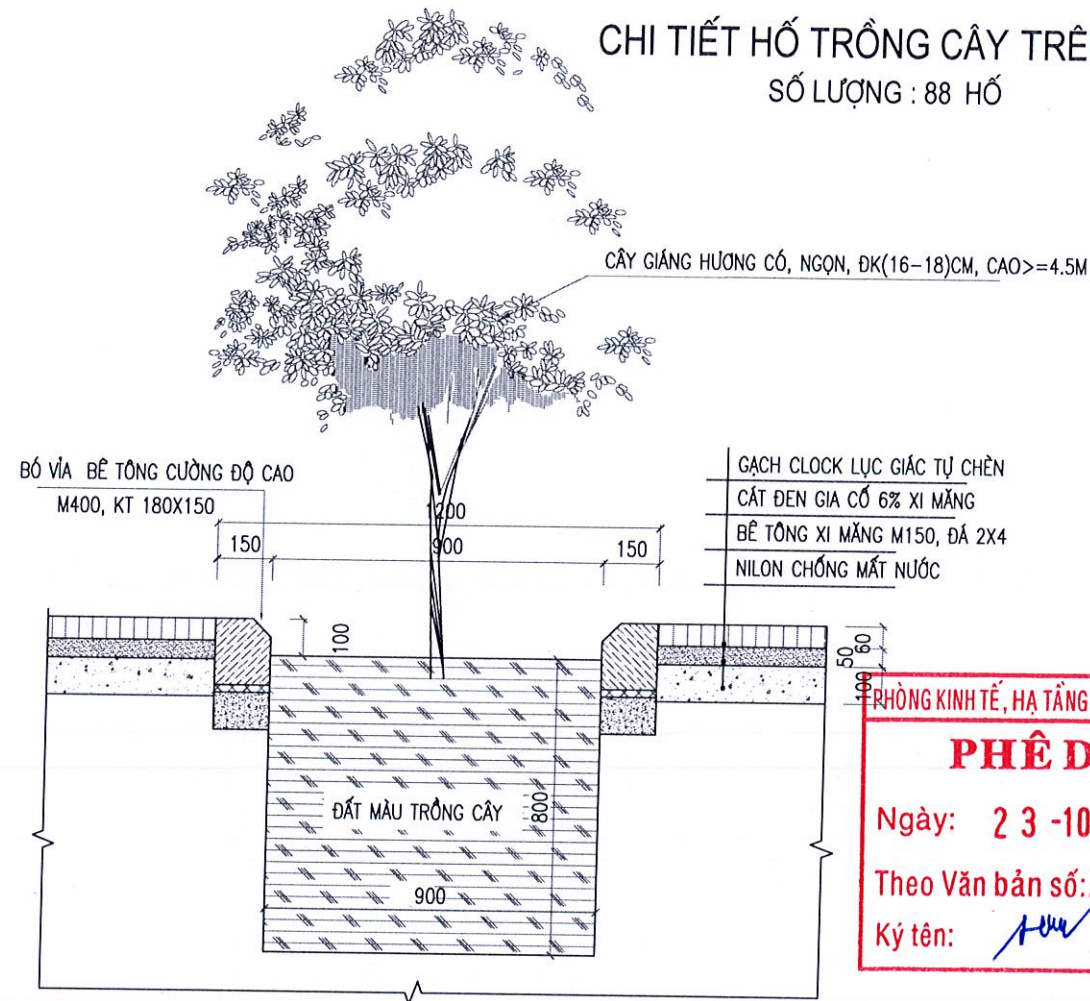 CHI TIẾT HỐ TRỒNG CÂY TRÊ
SỐ LƯỢNG : 88 HỐ
CÂY GIÁNG HƯƠNG CÓ, NGỌN, ĐK(16-18)CM, CAO>=4.5M
BÓ VỈA BÊ TÔNG CƯỜNG ĐỘ CAO
M400, KT 180X150
GẠCH CLOCK LỤC GIÁC TỰ CHÈN
CÁT ĐEN GIA CỐ 6% XI MĂNG
BÊ TÔNG XI MĂNG M150, ĐÁ 2X4
NILON CHỐNG MẤT NƯỚC
1200
150
900
150
100
60
50
100
ĐẤT MÀU TRỒNG CÂY
800
900
PHÒNG KINH TẾ, HẠ TẦNG
PHÊ D
Ngày: 23-10
Theo Văn bản số:
Ký tên: